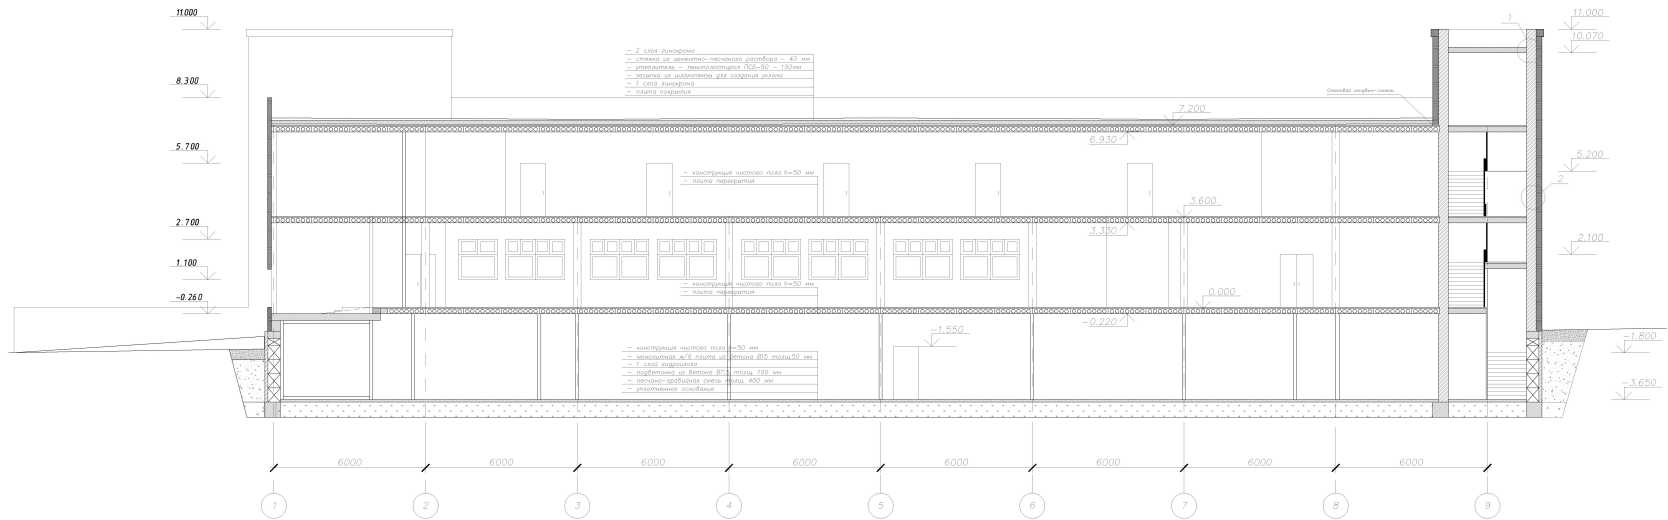 11.000
8.300
5.700
2.700
1.100
-0.260
- 2 слоя линокрома
- стяжка из цементно-песчаного раствора - 40 мм
- утеплитель - пенополистирол ПСБ-50 - 150мм
- засыпка из шлакопемзы для создания уклона
- 1 слой линокрома
- плита покрытия
Стеновая сендвич-панель
7.200
6.930
- конструкция чистого пола h=50 мм
- плита перекрытия
3.600
3.330
- конструкция чистого пола h=50 мм
- плита перекрытия
0.000
-0.220
-1.550
- конструкция чистого пола h=50 мм
- монолитная ж/б плита из бетона В15 толщ.50 мм
- 1 слой гидроизола
- подбетонка из бетона В7,5 толщ. 100 мм
- песчано-гравийная смесь толщ. 400 мм
- уплотненное основание
1
2
11.000
10.070
5.200
2.100
-1.800
-3.650
6000 6000 6000 6000 6000 6000 6000 6000
1 2 3 4 5 6 7 8 9